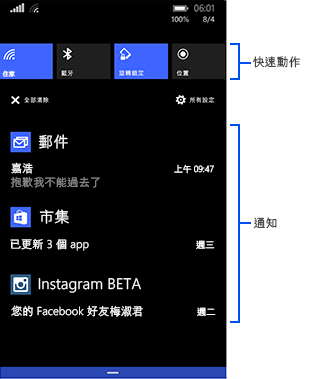 06:01
100% 8/4
住家 藍牙 旋轉鎖定 位置
快速動作
全部清除 所有設定
郵件
嘉浩 上午 09:47
抱歉我不能過去了
市集
通知
已更新 3 個 app 週三
Instagram BETA
您的 Facebook 好友梅淑君 週二